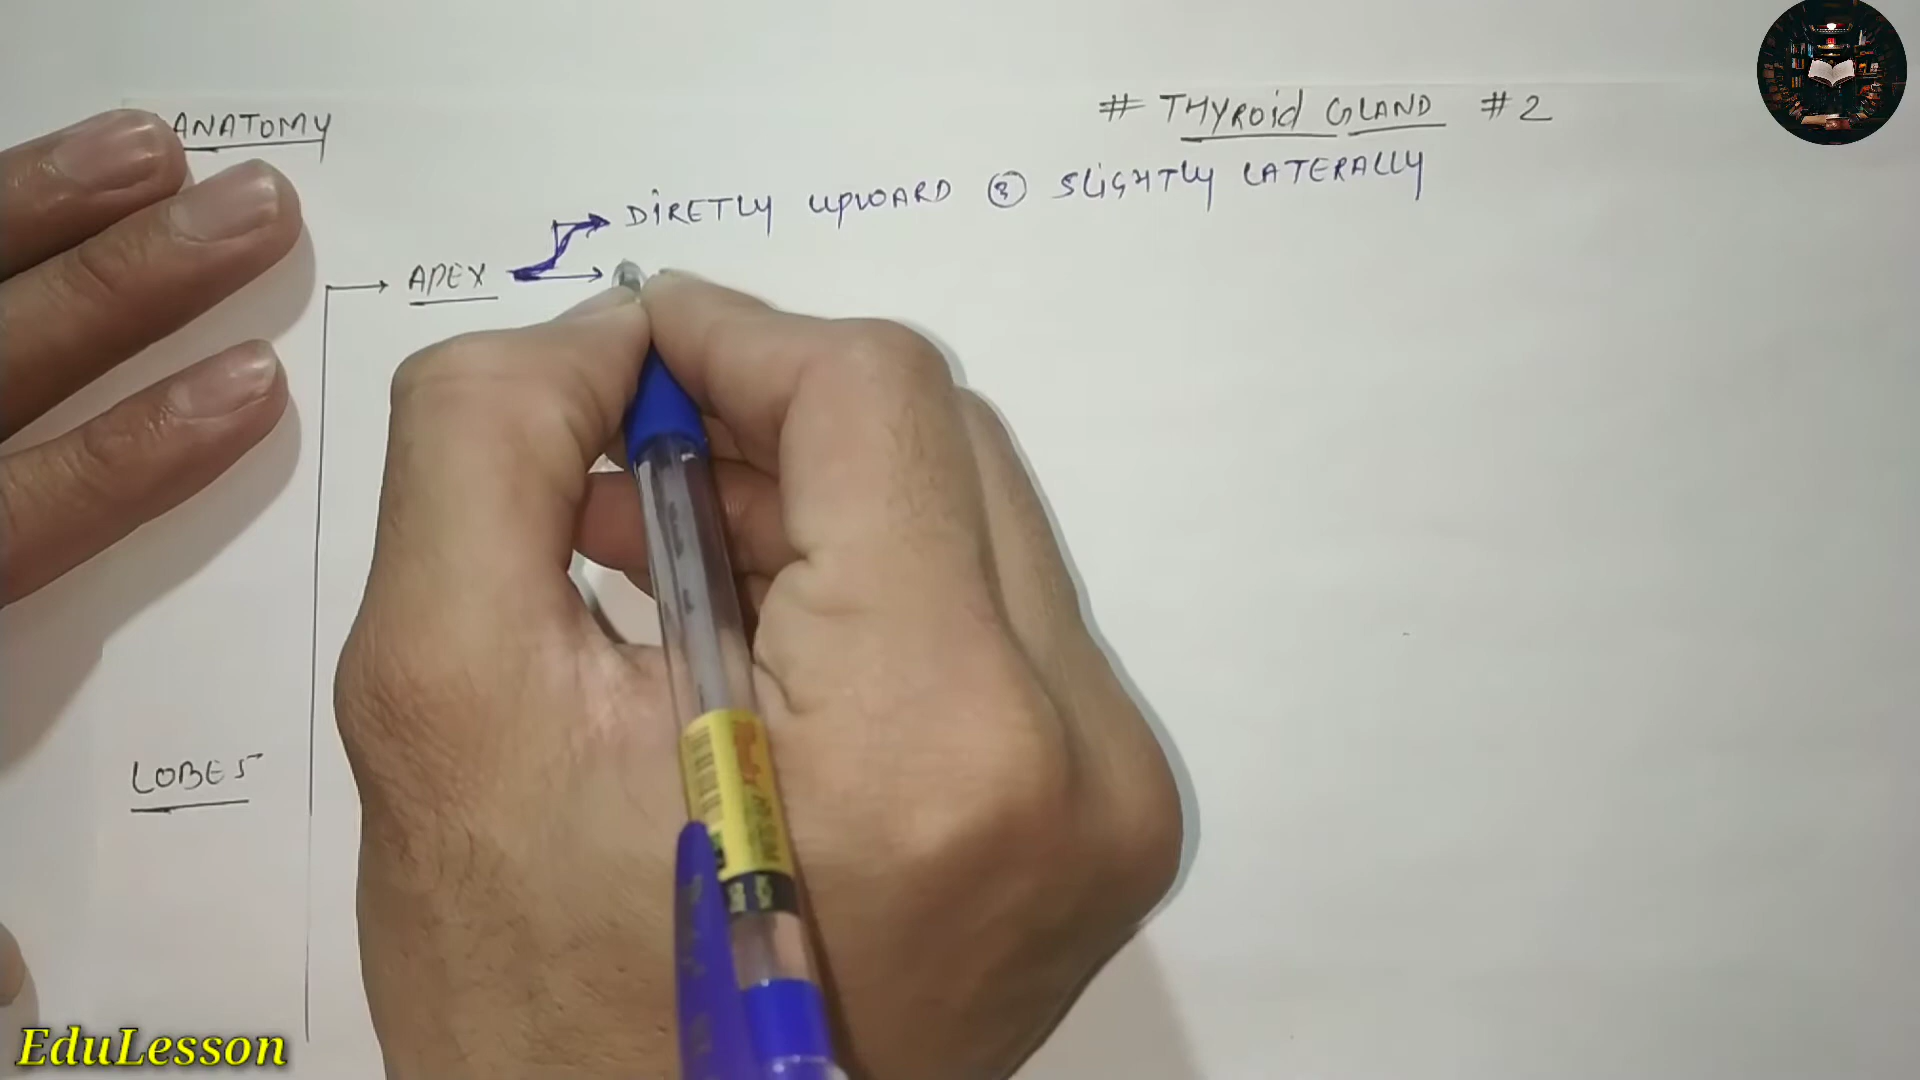 # THYROID GLAND #2
ANATOMY
DIRETLY UPWARD & SLIGHTLY LATERALLY
APEX
LOBES
EduLesson